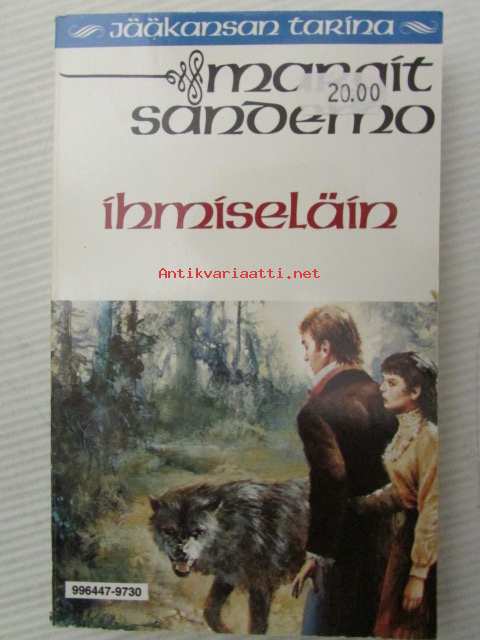 Jääkansan tarina
margit
20.00
sandemo
ihmiseläin
Antikvariaatti.net
996447-9730